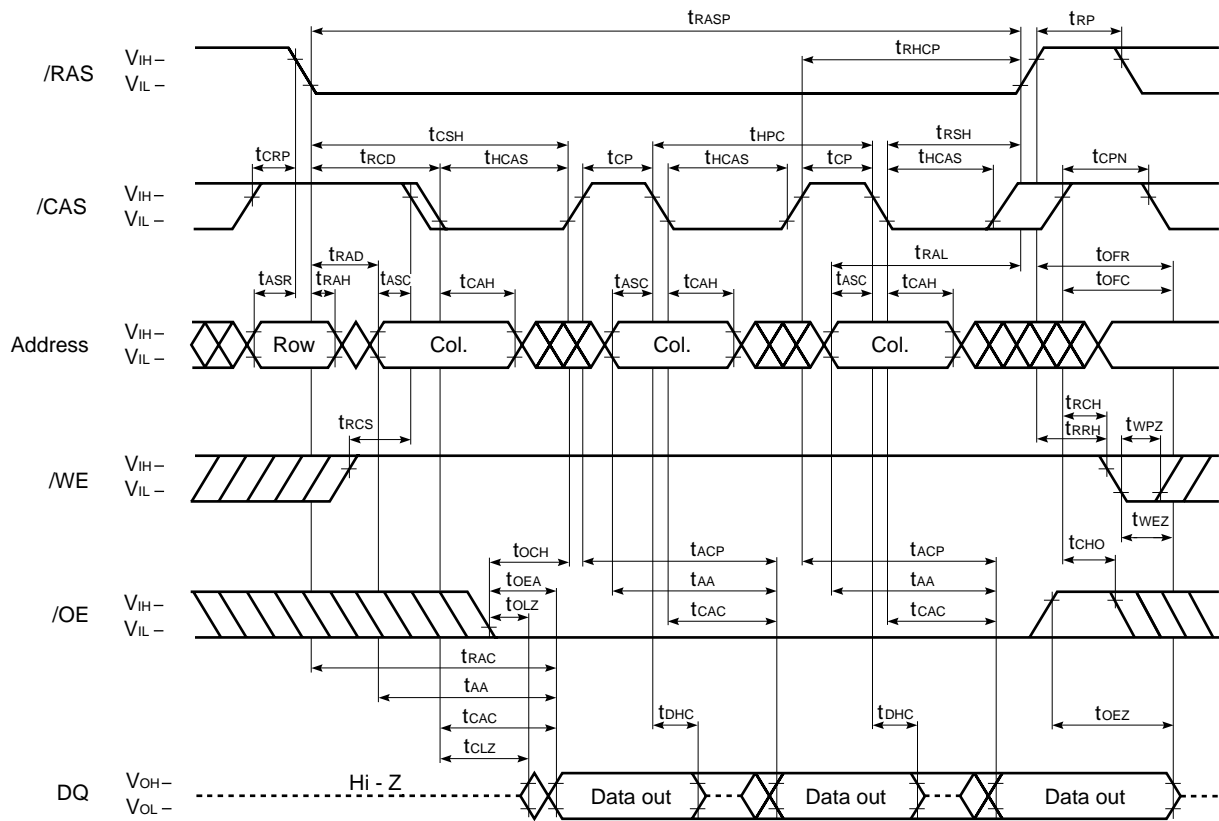 tRASP
tRP
tRHCP
/RAS
VIH –
VIL –
tCSH
tHPC
tRSH
tCRP
tRCD
tHCAS
tCP
tHCAS
tCP
tHCAS
tCPN
/CAS
VIH –
VIL –
tRAD
tRAL
tOFR
tASR
tRAH
tASC
tCAH
tASC
tCAH
tASC
tCAH
tOFC
Address
VIH –
VIL –
Row
Col.
Col.
Col.
tRCS
tRCH
tRRH
tWPZ
/WE
VIH –
VIL –
tWEZ
tOCH
tACP
tACP
tCHO
tOEA
tAA
tAA
tOLZ
tCAC
tCAC
/OE
VIH –
VIL –
tRAC
tAA
tCAC
tDHC
tDHC
tOEZ
tCLZ
DQ
VOH –
VOL –
Hi - Z
Data out
Data out
Data out